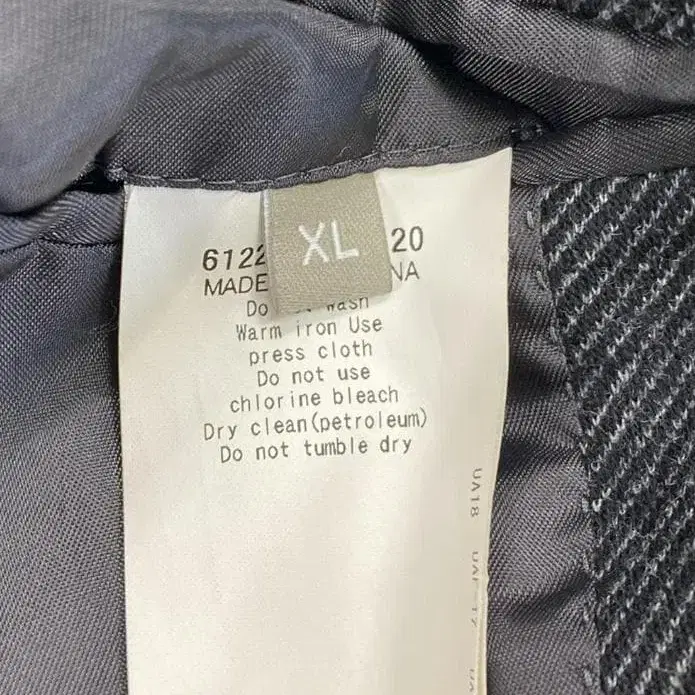 XL
6122 20
MADE NA
Do wash
Warm iron Use
press cloth
Do not use
chlorine bleach
Dry clean(petroleum)
Do not tumble dry
UA18